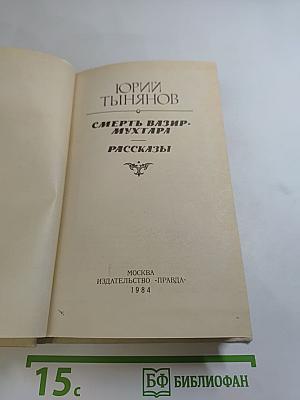 ЮРИЙ
ТЫНЯНОВ
СМЕРТЬ ВАЗИР-
МУХТАРА
РАССКАЗЫ
МОСКВА
ИЗДАТЕЛЬСТВО «ПРАВДА»
1984
15с
БФ БИБЛИОФАН